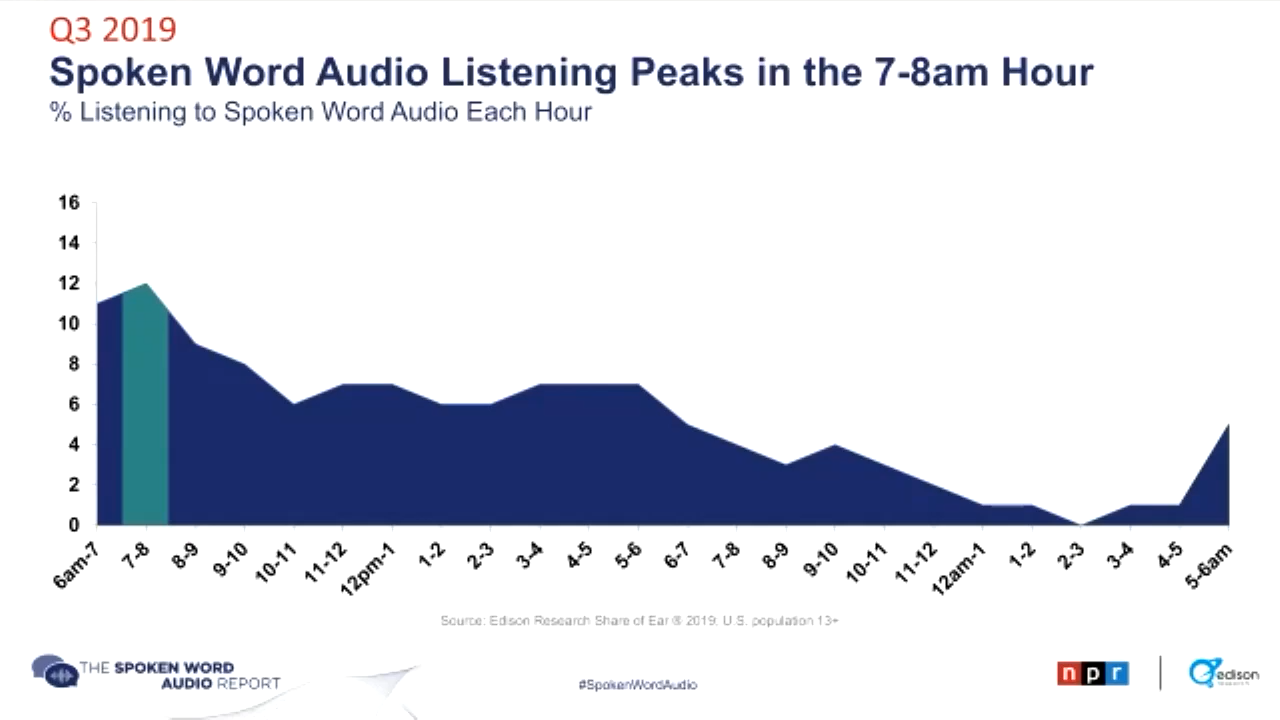 Q3 2019
Spoken Word Audio Listening Peaks in the 7-8am Hour
% Listening to Spoken Word Audio Each Hour
16
14
12
10
8
6
4
2
0
6am-7
7-8
8-9
9-10
10-11
11-12
12pm-1
1-2
2-3
3-4
4-5
5-6
6-7
7-8
8-9
9-10
10-11
11-12
12am-1
1-2
2-3
3-4
4-5
5-6am
Source: Edison Research Share of Ear ® 2019; U.S. population 13+
THE SPOKEN WORD
AUDIO REPORT
#SpokenWordAudio
npr
edison